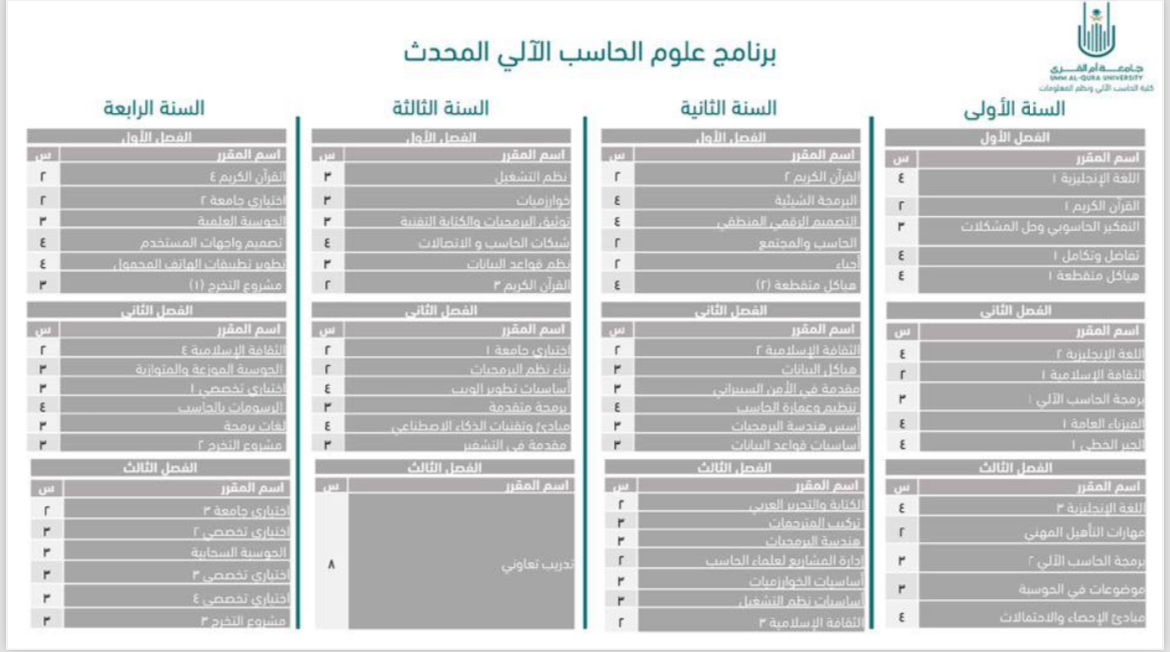 جامعة أم القرى
UMM AL-QURA UNIVERSITY
كلية الحاسب الآلي ونظم المعلومات
برنامج علوم الحاسب الآلي المحدث
السنة الأولى
الفصل الأول
اسم المقرر س
اللغة الإنجليزية ١ ٤
القرآن الكريم ١ ٢
التفكير الحاسوبي وحل المشكلات ٣
تفاضل وتكامل ١ ٤
هياكل متقطعة ١ ٤
الفصل الثاني
اسم المقرر س
اللغة الإنجليزية ٢ ٤
الثقافة الإسلامية ١ ٢
برمجة الحاسب الآلي ١ ٣
الفيزياء العامة ١ ٤
الجبر الخطي ١ ٤
الفصل الثالث
اسم المقرر س
اللغة الإنجليزية ٣ ٤
مهارات التأهيل المهني ٢
برمجة الحاسب الآلي ٢ ٣
موضوعات في الحوسبة ٣
مبادئ الإحصاء والاحتمالات ٤
السنة الثانية
الفصل الأول
اسم المقرر س
القرآن الكريم ٢ ٢
البرمجة الشيئية ٤
التصميم الرقمي المنطقي ٤
الحاسب والمجتمع ٢
أحياء ٢
هياكل متقطعة (٢) ٤
الفصل الثاني
اسم المقرر س
الثقافة الإسلامية ٢ ٢
هياكل البيانات ٣
مقدمة في الأمن السيبراني ٣
تنظيم وعمارة الحاسب ٤
أسس هندسة البرمجيات ٣
أساسيات قواعد البيانات ٣
الفصل الثالث
اسم المقرر س
الكتابة والتحرير العربي ٢
تركيب المترجمات ٣
هندسة البرمجيات ٣
إدارة المشاريع لعلماء الحاسب ٢
أساسيات الخوارزميات ٣
أساسيات نظم التشغيل ٣
الثقافة الإسلامية ٣ ٢
السنة الثالثة
الفصل الأول
اسم المقرر س
نظم التشغيل ٣
خوارزميات ٣
توثيق البرمجيات والكتابة التقنية ٣
شبكات الحاسب و الاتصالات ٤
نظم قواعد البيانات ٣
القرآن الكريم ٣ ٢
الفصل الثاني
اسم المقرر س
اختياري جامعة ١ ٢
بناء نظم البرمجيات ٢
أساسيات تطوير الويب ٤
برمجة متقدمة ٣
مبادئ وتقنيات الذكاء الاصطناعي ٤
مقدمة في التشفير ٣
الفصل الثالث
اسم المقرر س
تدريب تعاوني ٨
السنة الرابعة
الفصل الأول
اسم المقرر س
القرآن الكريم ٤ ٢
اختياري جامعة ٢ ٢
الحوسبة العلمية ٣
تصميم واجهات المستخدم ٤
تطوير تطبيقات الهاتف المحمول ٤
مشروع التخرج (١) ٣
الفصل الثاني
اسم المقرر س
الثقافة الإسلامية ٤ ٢
الحوسبة الموزعة والمتوازية ٣
اختياري تخصصي ١ ٣
الرسومات بالحاسب ٤
لغات برمجة ٣
مشروع التخرج ٢ ٣
الفصل الثالث
اسم المقرر س
اختياري جامعة ٣ ٢
اختياري تخصصي ٢ ٣
الحوسبة السحابية ٣
اختياري تخصصي ٣ ٣
اختياري تخصصي ٤ ٣
مشروع التخرج ٣ ٣